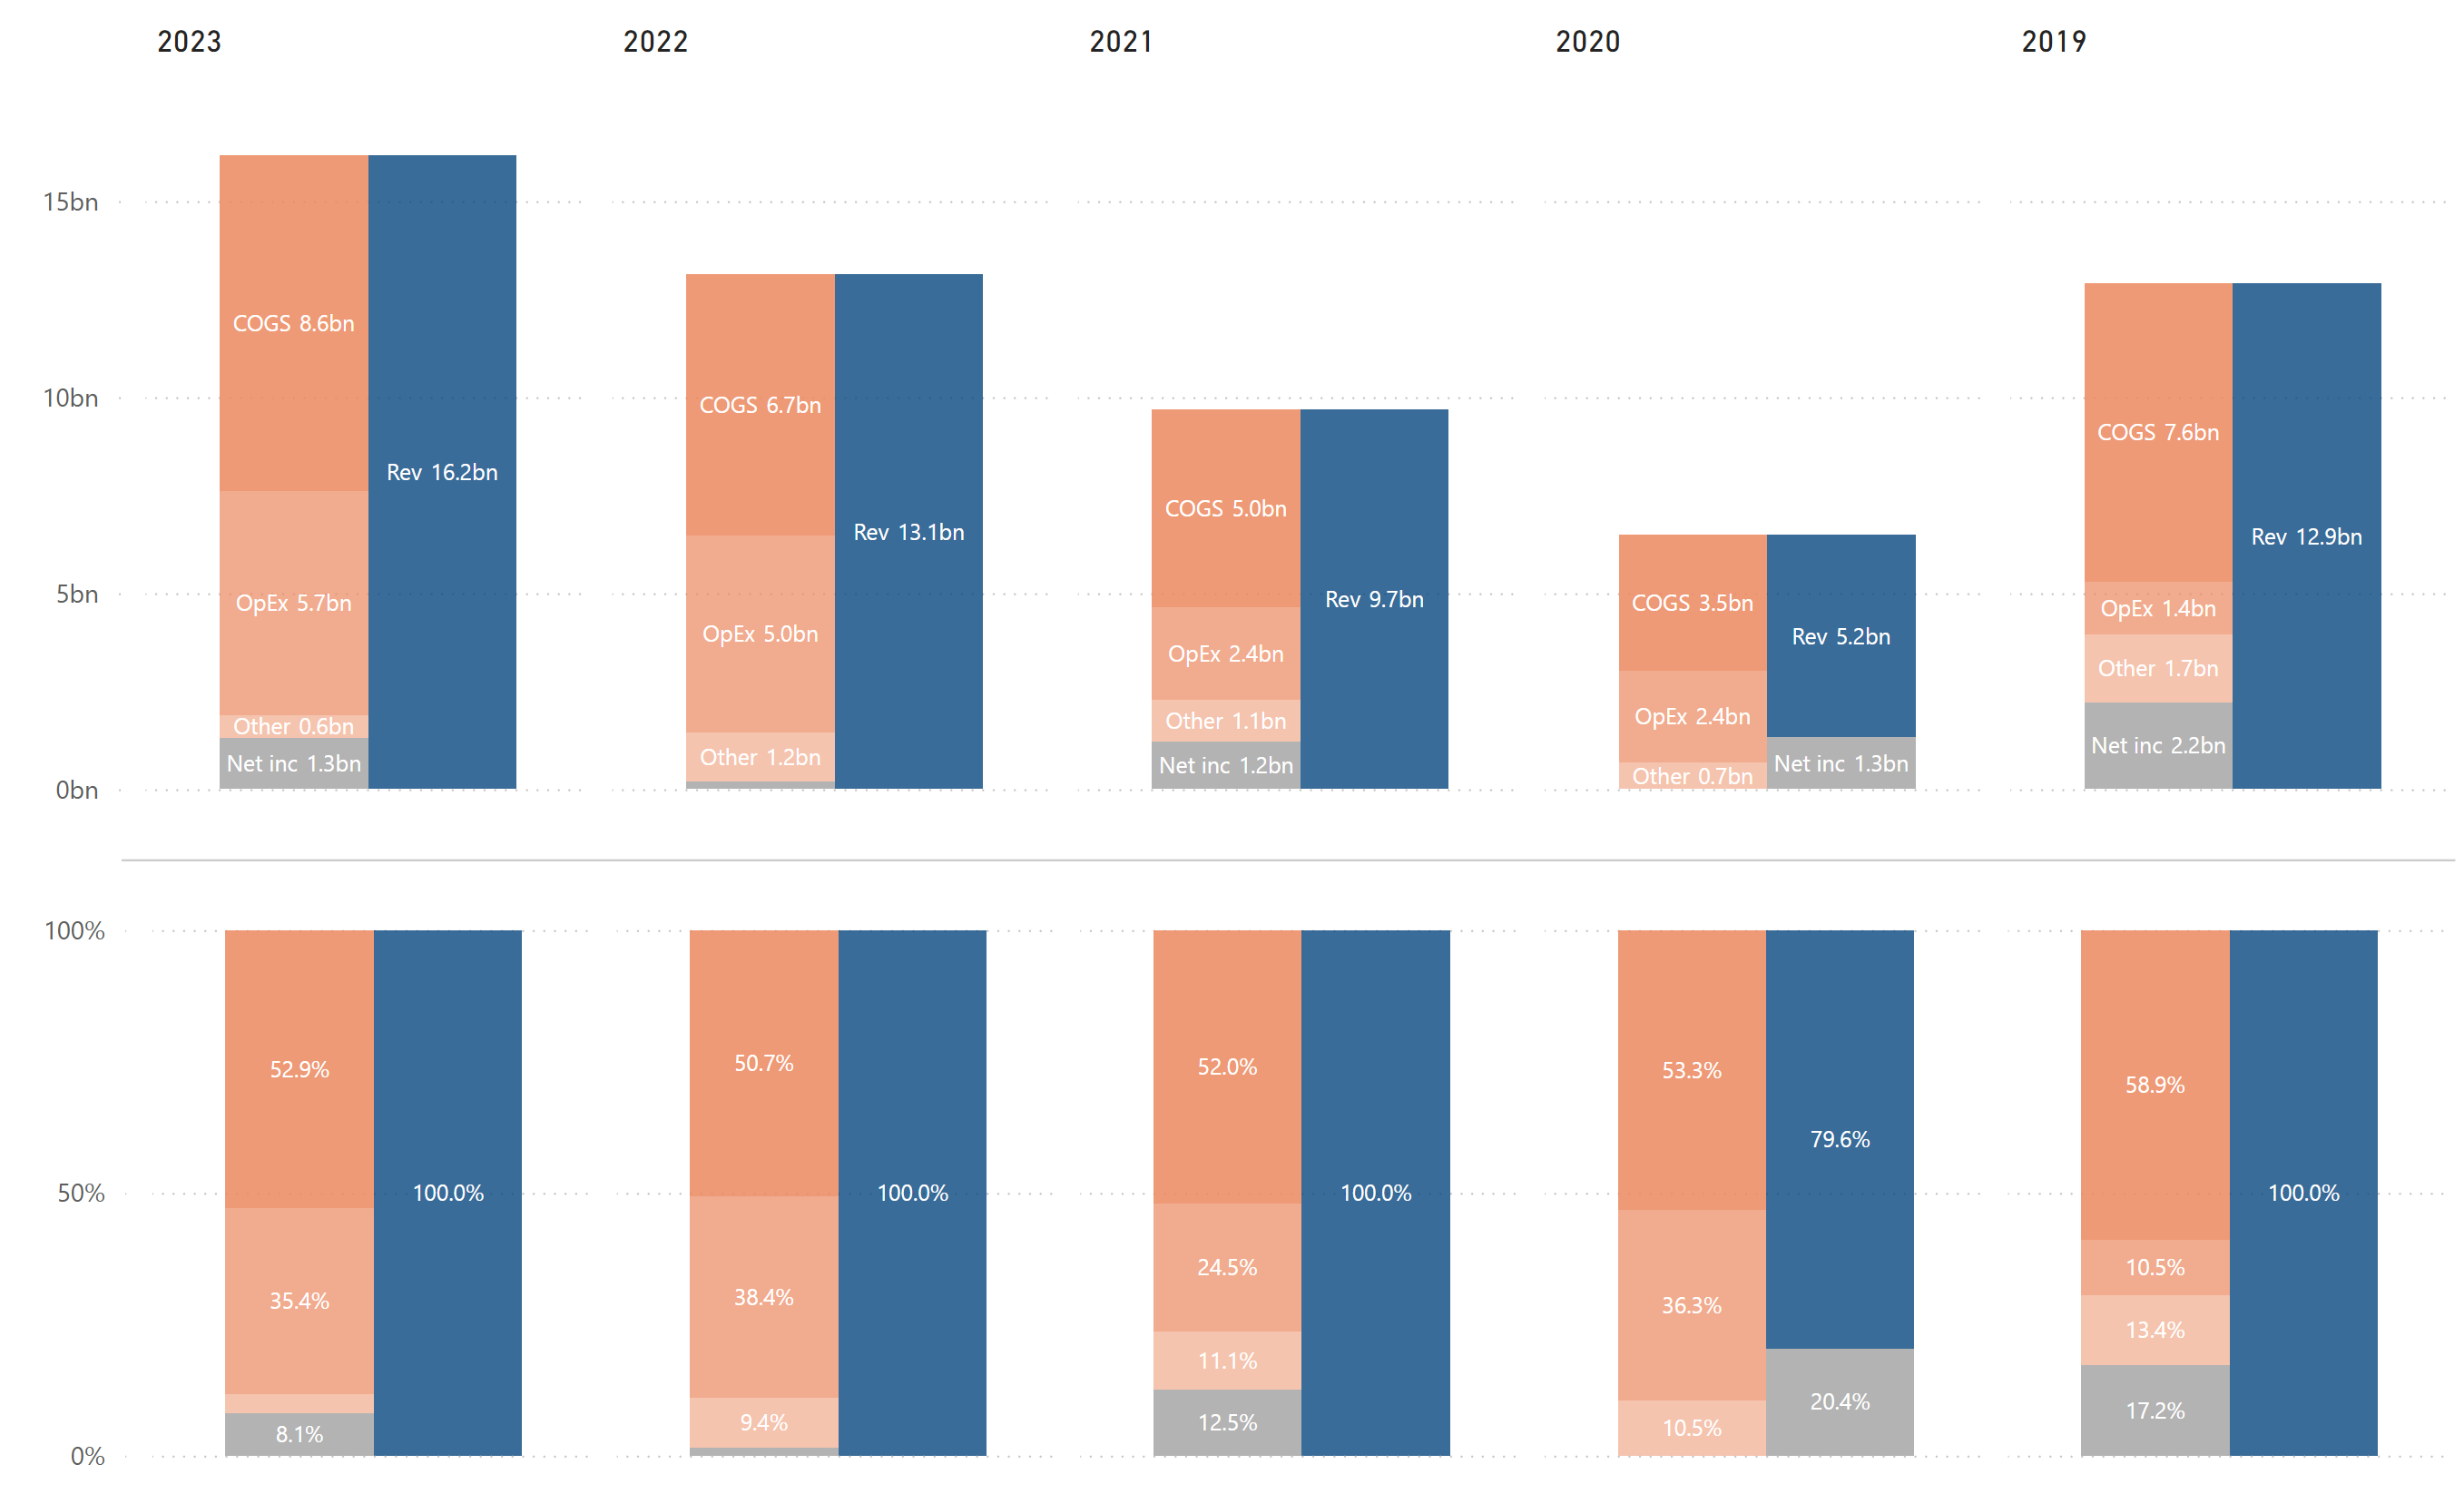 2023 2022 2021 2020 2019
15bn
10bn
5bn
0bn
COGS 8.6bn
OpEx 5.7bn
Other 0.6bn
Net inc 1.3bn
Rev 16.2bn
COGS 6.7bn
OpEx 5.0bn
Other 1.2bn
Rev 13.1bn
COGS 5.0bn
OpEx 2.4bn
Other 1.1bn
Net inc 1.2bn
Rev 9.7bn
COGS 3.5bn
OpEx 2.4bn
Other 0.7bn
Rev 5.2bn
Net inc 1.3bn
COGS 7.6bn
OpEx 1.4bn
Other 1.7bn
Net inc 2.2bn
Rev 12.9bn
100%
50%
0%
52.9%
35.4%
8.1%
100.0%
50.7%
38.4%
9.4%
100.0%
52.0%
24.5%
11.1%
12.5%
100.0%
53.3%
36.3%
10.5%
79.6%
20.4%
58.9%
10.5%
13.4%
17.2%
100.0%